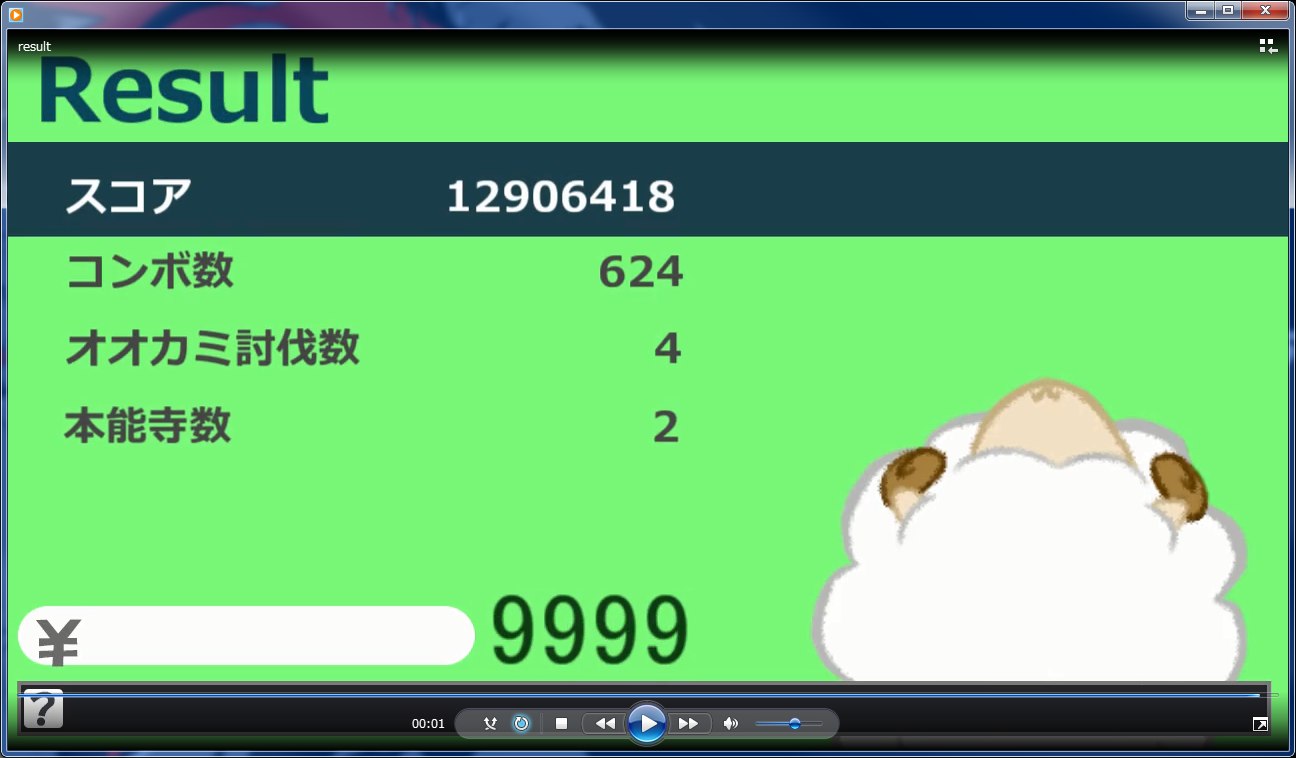 result
Result
スコア 12906418
コンボ数 624
オオカミ討伐数 4
本能寺数 2
¥ 9999
?
00:01